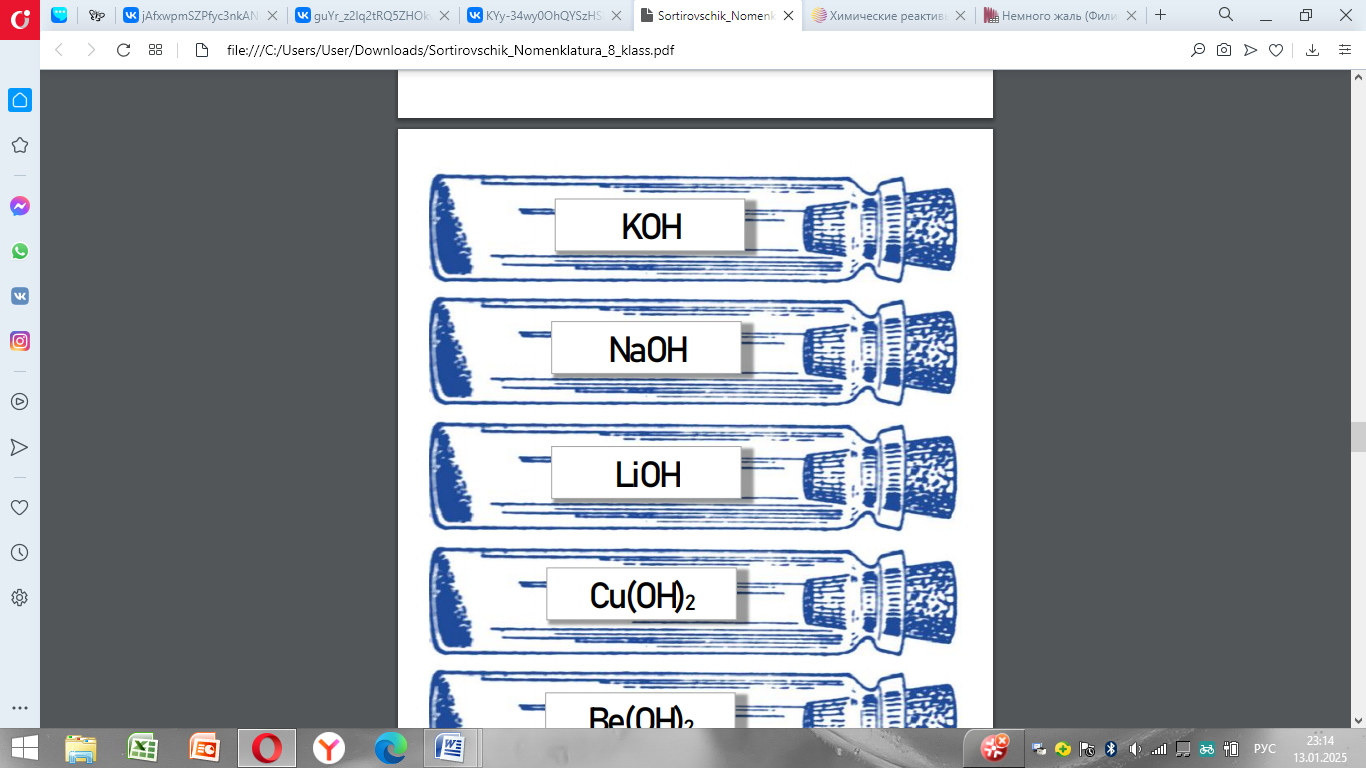 jAfxwpmSZPfyc3nkAN
guYr_z2lq2tRQ5ZHOk
KYy-34wy0OhQYSzHS
Sortirovschik_Nomenk
Химические реактивы
Немного жаль (Фили
file:///C:/Users/User/Downloads/Sortirovschik_Nomenklatura_8_klass.pdf
KOH
NaOH
LiOH
Cu(OH)₂
Be(OH)₂
РУС
23:14
13.01.2025